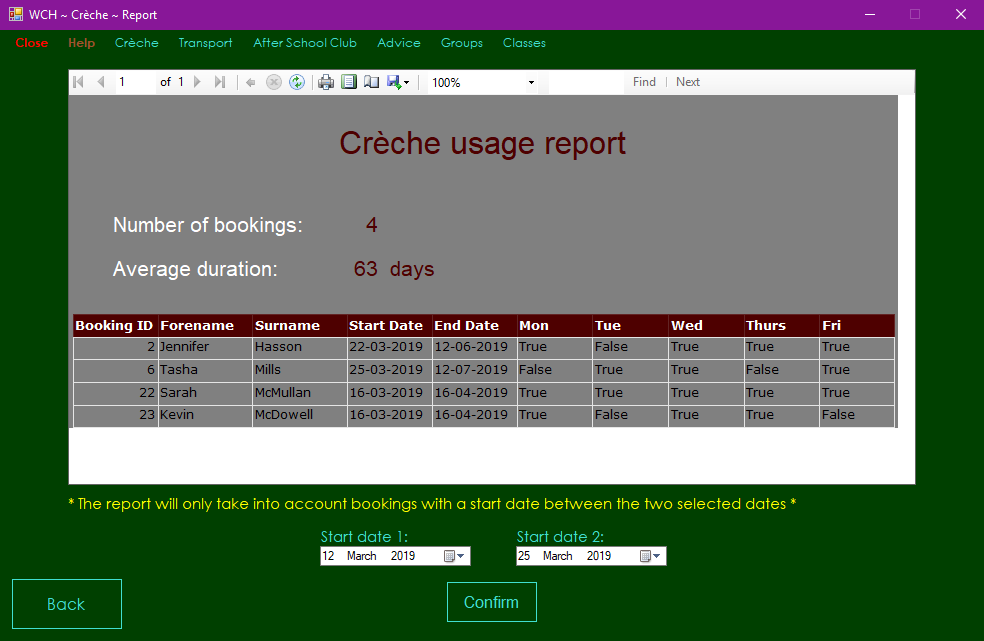 WCH ~ Crèche ~ Report
Close Help Crèche Transport After School Club Advice Groups Classes
1 of 1 100% Find | Next
Crèche usage report
Number of bookings: 4
Average duration: 63 days
Booking ID Forename Surname Start Date End Date Mon Tue Wed Thurs Fri
2 Jennifer Hasson 22-03-2019 12-06-2019 True False True True True
6 Tasha Mills 25-03-2019 12-07-2019 False True True False True
22 Sarah McMullan 16-03-2019 16-04-2019 True True True True True
23 Kevin McDowell 16-03-2019 16-04-2019 True False True True False
* The report will only take into account bookings with a start date between the two selected dates *
Start date 1: Start date 2:
12 March 2019 25 March 2019
Back Confirm